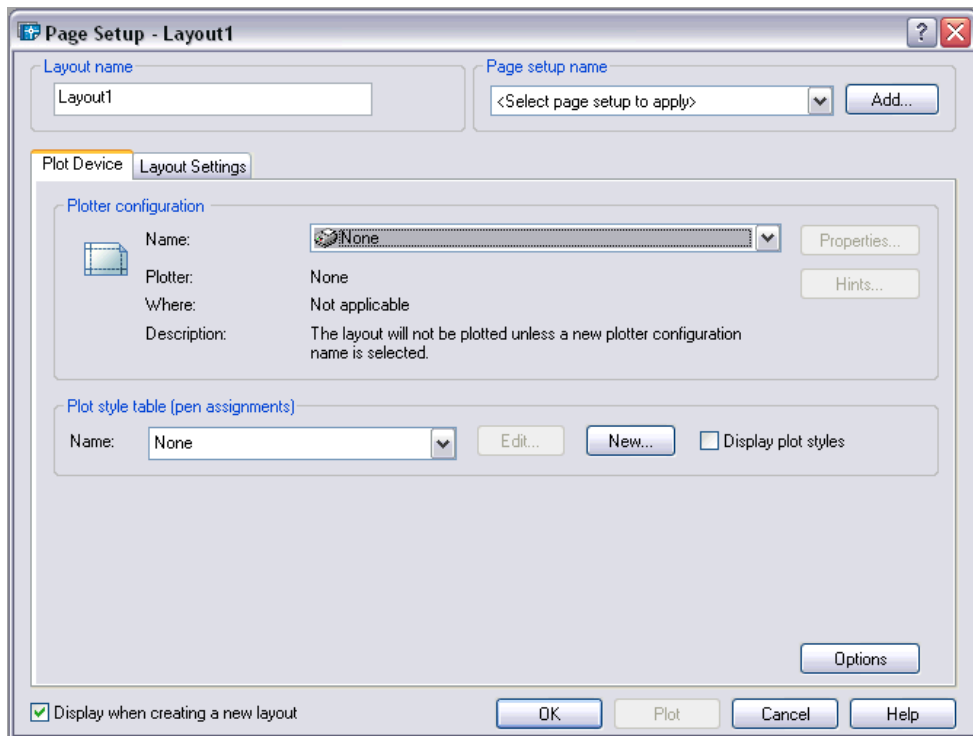 Page Setup - Layout1
Layout name
Layout1
Page setup name
<Select page setup to apply>
Add...
Plot Device
Layout Settings
Plotter configuration
Name:
None
Properties...
Plotter:
None
Hints...
Where:
Not applicable
Description:
The layout will not be plotted unless a new plotter configuration
name is selected.
Plot style table (pen assignments)
Name:
None
Edit...
New...
Display plot styles
Options
Display when creating a new layout
OK
Plot
Cancel
Help